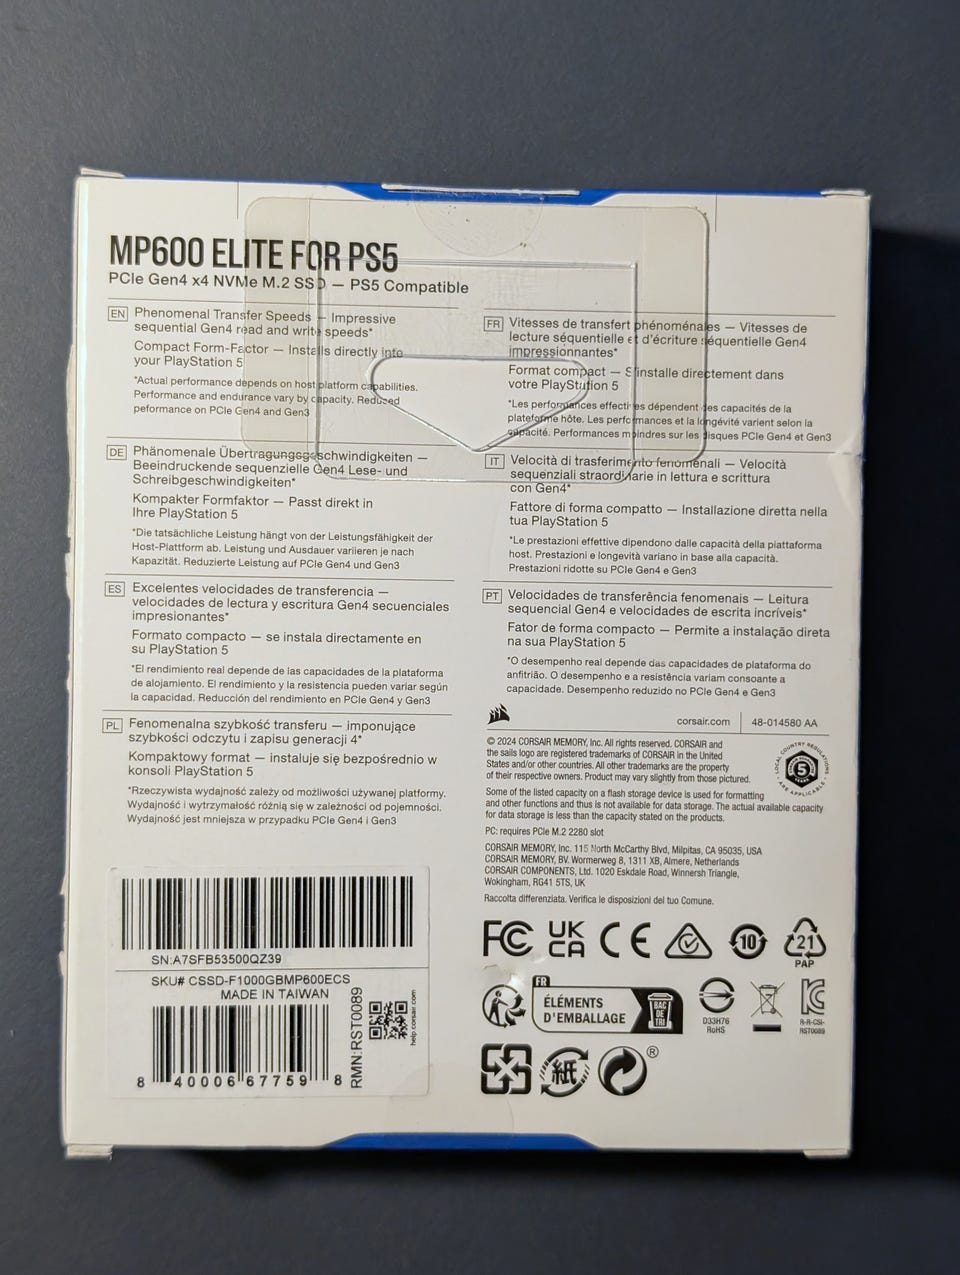 MP600 ELITE FOR PS5
PCIe Gen4 x4 NVMe M.2 SSD — PS5 Compatible
EN
Phenomenal Transfer Speeds — Impressive
sequential Gen4 read and write speeds*
Compact Form-Factor — Installs directly into
your PlayStation 5
*Actual performance depends on host platform capabilities.
Performance and endurance vary by capacity. Reduced
peformance on PCIe Gen4 and Gen3
DE
Phänomenale Übertragungsgeschwindigkeiten —
Beeindruckende sequenzielle Gen4 Lese- und
Schreibgeschwindigkeiten*
Kompakter Formfaktor — Passt direkt in
Ihre PlayStation 5
*Die tatsächliche Leistung hängt von der Leistungsfähigkeit der
Host-Plattform ab. Leistung und Ausdauer variieren je nach
Kapazität. Reduzierte Leistung auf PCIe Gen4 und Gen3
ES
Excelentes velocidades de transferencia —
velocidades de lectura y escritura Gen4 secuenciales
impresionantes*
Formato compacto — se instala directamente en
su PlayStation 5
*El rendimiento real depende de las capacidades de la plataforma
de alojamiento. El rendimiento y la resistencia pueden variar según
la capacidad. Reducción del rendimiento en PCIe Gen4 y Gen3
PL
Fenomenalna szybkość transferu — imponujące
szybkości odczytu i zapisu generacji 4*
Kompaktowy format — instaluje się bezpośrednio w
konsoli PlayStation 5
*Rzeczywista wydajność zależy od możliwości używanej platformy.
Wydajność i wytrzymałość różnią się w zależności od pojemności.
Wydajność jest mniejsza w przypadku PCIe Gen4 i Gen3
FR
Vitesses de transfert phénoménales — Vitesses de
lecture séquentielle et d'écriture séquentielle Gen4
impressionnantes*
Format compact — S'installe directement dans
votre PlayStation 5
*Les performances effectives dépendent des capacités de la
plateforme hôte. Les performances et la longévité varient selon la
capacité. Performances moindres sur les disques PCIe Gen4 et Gen3
IT
Velocità di trasferimento fenomenali — Velocità
sequenziali straordinarie in lettura e scrittura
con Gen4*
Fattore di forma compatto — Installazione diretta nella
tua PlayStation 5
*Le prestazioni effettive dipendono dalle capacità della piattaforma
host. Prestazioni e longevità variano in base alla capacità.
Prestazioni ridotte su PCIe Gen4 e Gen3
PT
Velocidades de transferência fenomenais — Leitura
sequencial Gen4 e velocidades de escrita incríveis*
Fator de forma compacto — Permite a instalação direta
na sua PlayStation 5
*O desempenho real depende das capacidades de plataforma do
anfitrião. O desempenho e a resistência variam consoante a
capacidade. Desempenho reduzido no PCIe Gen4 e Gen3
corsair.com
48-014580 AA
© 2024 CORSAIR MEMORY, Inc. All rights reserved. CORSAIR and
the sails logo are registered trademarks of CORSAIR in the United
States and/or other countries. All other trademarks are the property
of their respective owners. Product may vary slightly from those pictured.
LOCAL COUNTRY REGULATIONS
ARE APPLICABLE
5
YEARS
Some of the listed capacity on a flash storage device is used for formatting
and other functions and thus is not available for data storage. The actual available capacity
for data storage is less than the capacity stated on the products.
PC: requires PCIe M.2 2280 slot
CORSAIR MEMORY, Inc. 115 North McCarthy Blvd, Milpitas, CA 95035, USA
CORSAIR MEMORY, BV. Wormerweg 8, 1311 XB, Almere, Netherlands
CORSAIR COMPONENTS, Ltd. 1020 Eskdale Road, Winnersh Triangle,
Wokingham, RG41 5TS, UK
Raccolta differenziata. Verifica le disposizioni del tuo Comune.
SN:A7SFB53500QZ39
SKU# CSSD-F1000GBMP600ECS
MADE IN TAIWAN
RMN:RST0089
help.corsair.com
8 40006 67759 8
FC
UK
CA
CE
10
21
PAP
FR
ÉLÉMENTS
D'EMBALLAGE
BAC
DE
TRI
D33H76
RoHS
R-R-CSI-
RST0089
紙
®